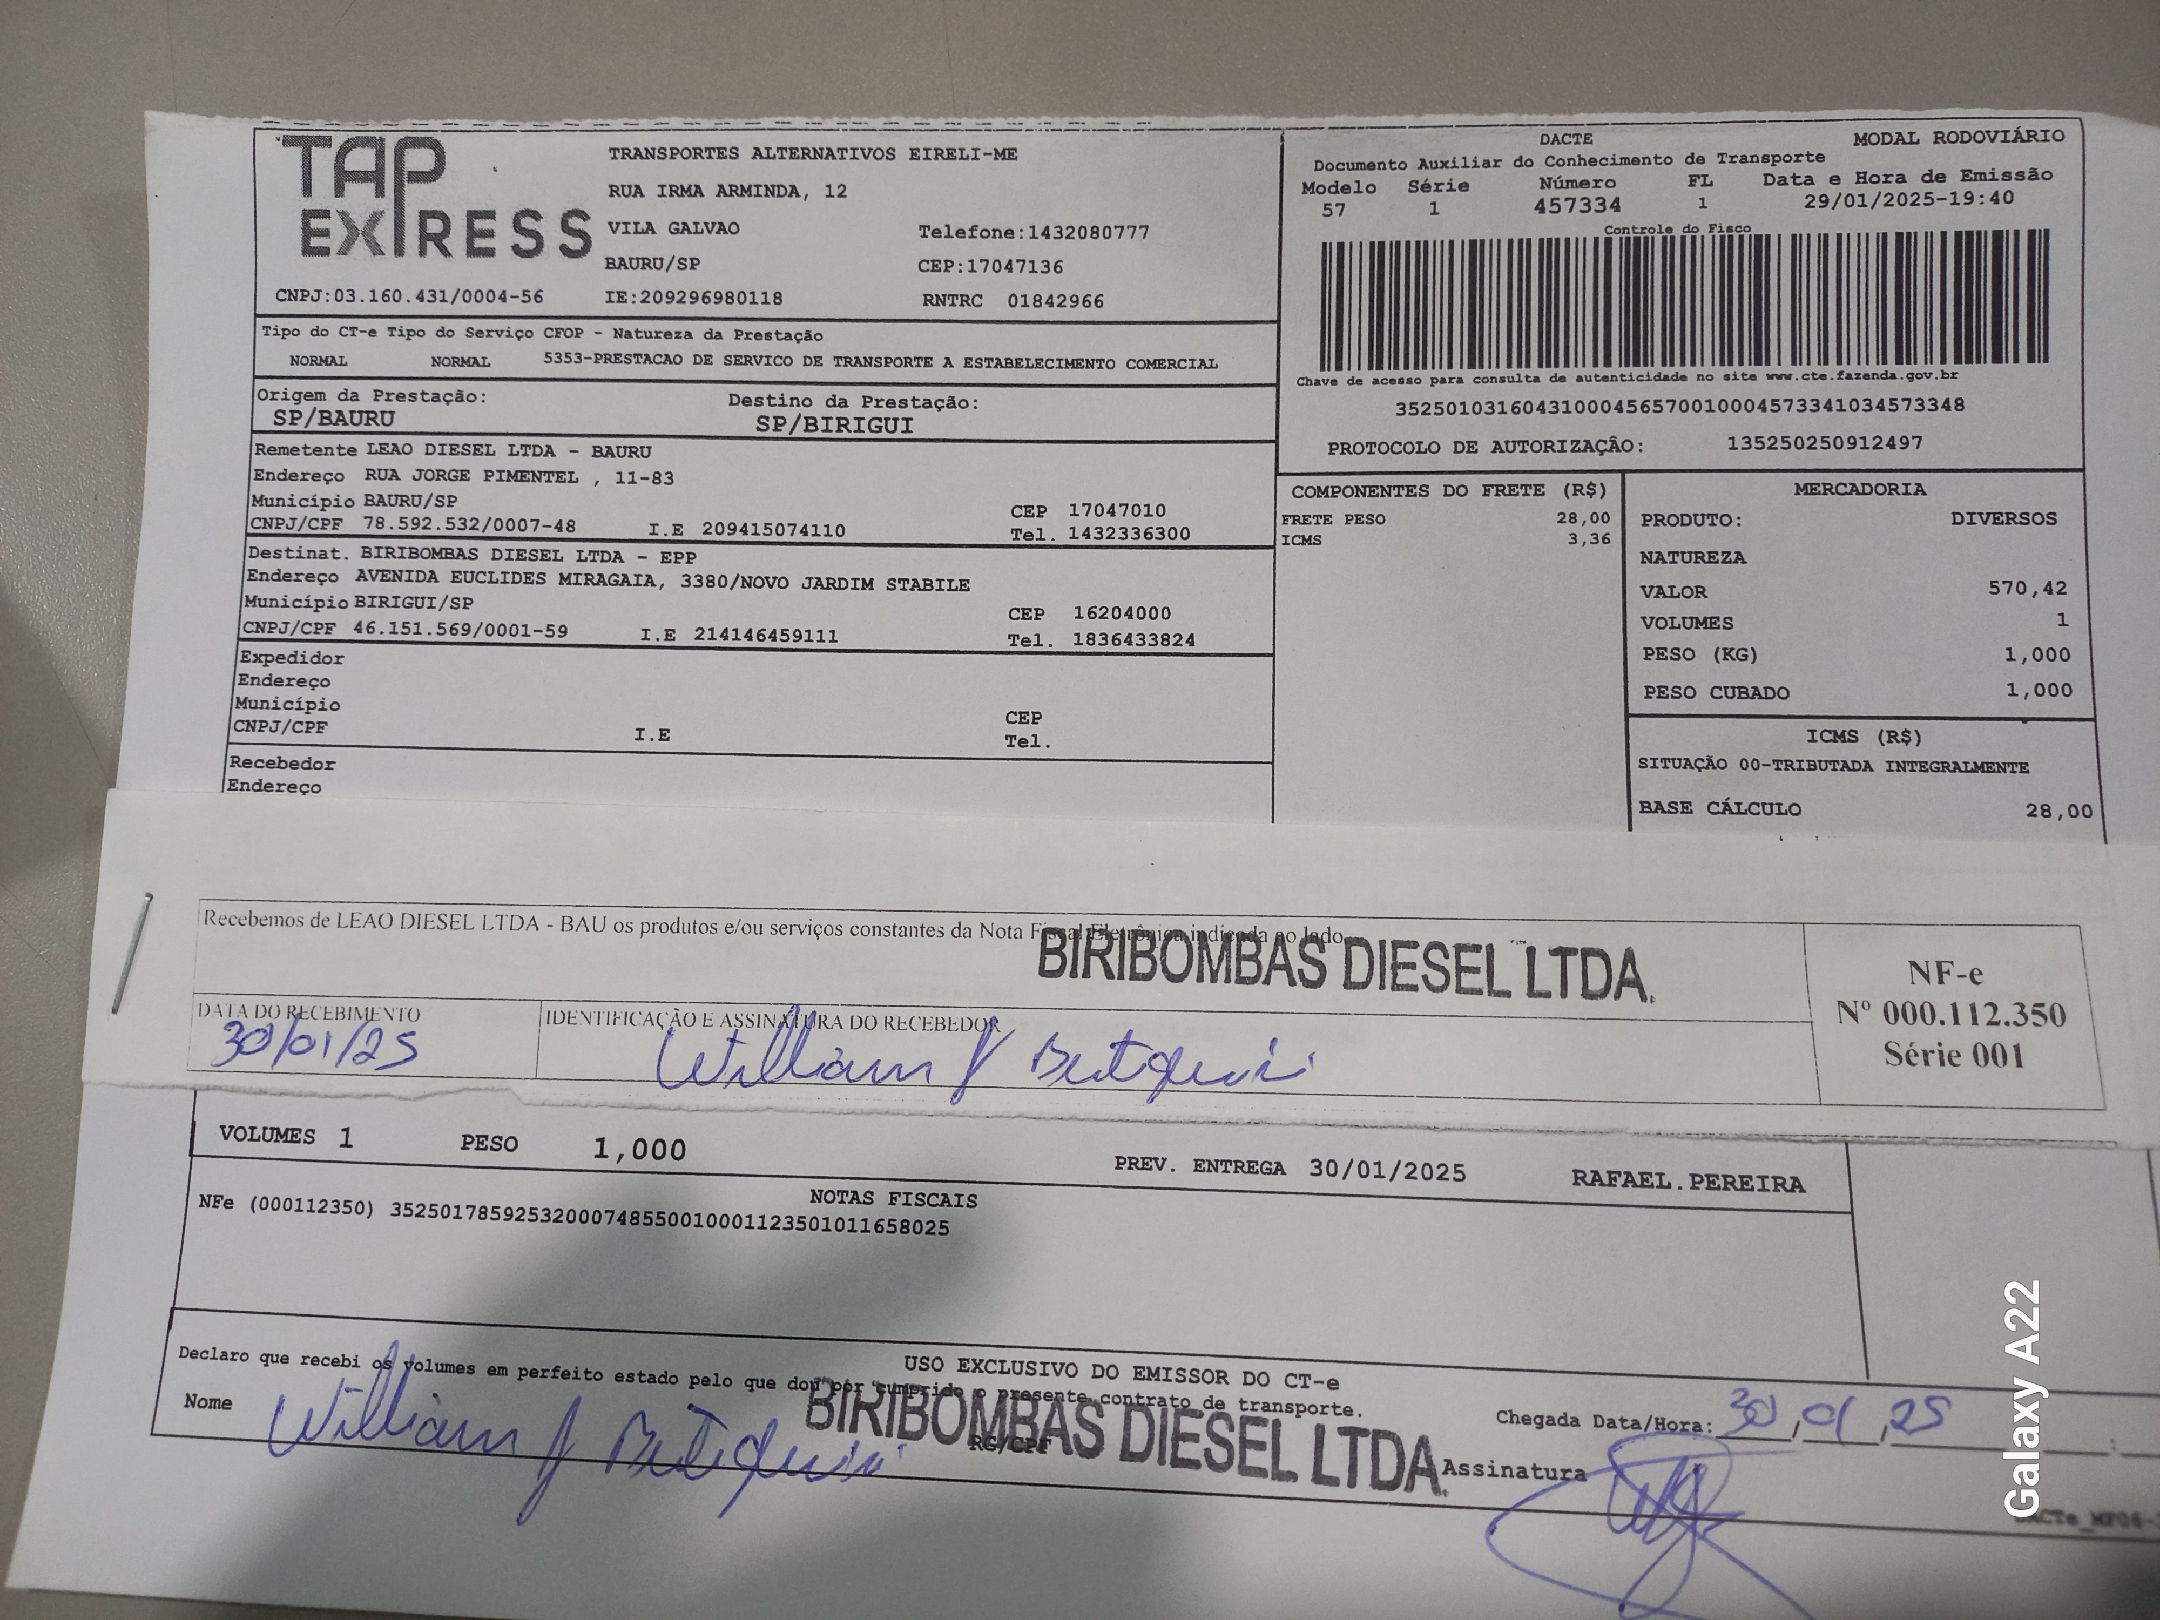 TAP EXPRESS
TRANSPORTES ALTERNATIVOS EIRELI-ME
RUA IRMA ARMINDA, 12
VILA GALVAO Telefone:1432080777
BAURU/SP CEP:17047136
CNPJ:03.160.431/0004-56 IE:209296980118 RNTRC 01842966
DACTE MODAL RODOVIÁRIO
Documento Auxiliar do Conhecimento de Transporte
Modelo Série Número FL Data e Hora de Emissão
57 1 457334 1 29/01/2025-19:40
Controle do Fisco
Chave de acesso para consulta de autenticidade no site www.cte.fazenda.gov.br
35250103160431000456570010004573341034573348
PROTOCOLO DE AUTORIZAÇÃO: 135250250912497
Tipo do CT-e Tipo do Serviço CFOP - Natureza da Prestação
NORMAL NORMAL 5353-PRESTACAO DE SERVICO DE TRANSPORTE A ESTABELECIMENTO COMERCIAL
Origem da Prestação: Destino da Prestação:
SP/BAURU SP/BIRIGUI
Remetente LEAO DIESEL LTDA - BAURU
Endereço RUA JORGE PIMENTEL , 11-83
Município BAURU/SP CEP 17047010
CNPJ/CPF 78.592.532/0007-48 I.E 209415074110 Tel. 1432336300
Destinat. BIRIBOMBAS DIESEL LTDA - EPP
Endereço AVENIDA EUCLIDES MIRAGAIA, 3380/NOVO JARDIM STABILE
Município BIRIGUI/SP CEP 16204000
CNPJ/CPF 46.151.569/0001-59 I.E 214146459111 Tel. 1836433824
Expedidor
Endereço
Município CEP
CNPJ/CPF I.E Tel.
Recebedor
Endereço
COMPONENTES DO FRETE (R$)
FRETE PESO 28,00
ICMS 3,36
MERCADORIA
PRODUTO: DIVERSOS
NATUREZA
VALOR 570,42
VOLUMES 1
PESO (KG) 1,000
PESO CUBADO 1,000
ICMS (R$)
SITUAÇÃO 00-TRIBUTADA INTEGRALMENTE
BASE CÁLCULO 28,00
Recebemos de LEAO DIESEL LTDA - BAU os produtos e/ou serviços constantes da Nota Fiscal Eletrônica indicada ao lado
BIRIBOMBAS DIESEL LTDA.
DATA DO RECEBIMENTO IDENTIFICAÇÃO E ASSINATURA DO RECEBEDOR
30/01/25 William
NF-e
Nº 000.112.350
Série 001
VOLUMES 1 PESO 1,000 PREV. ENTREGA 30/01/2025 RAFAEL.PEREIRA
NOTAS FISCAIS
NFe (000112350) 35250178592532000748550010001123501011658025
USO EXCLUSIVO DO EMISSOR DO CT-e
Declaro que recebi os volumes em perfeito estado pelo que dou por cumprido o presente contrato de transporte.
Nome William
BIRIBOMBAS DIESEL LTDA.
RG/CPF
Chegada Data/Hora: 30/01/25
Assinatura
Galaxy A22